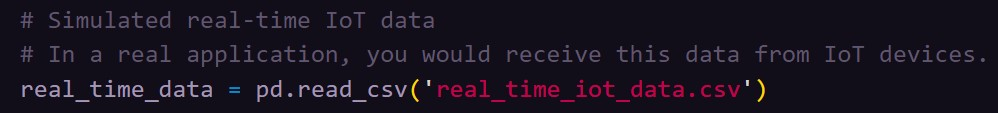 # Simulated real-time IoT data
# In a real application, you would receive this data from IoT devices.
real_time_data = pd.read_csv('real_time_iot_data.csv')